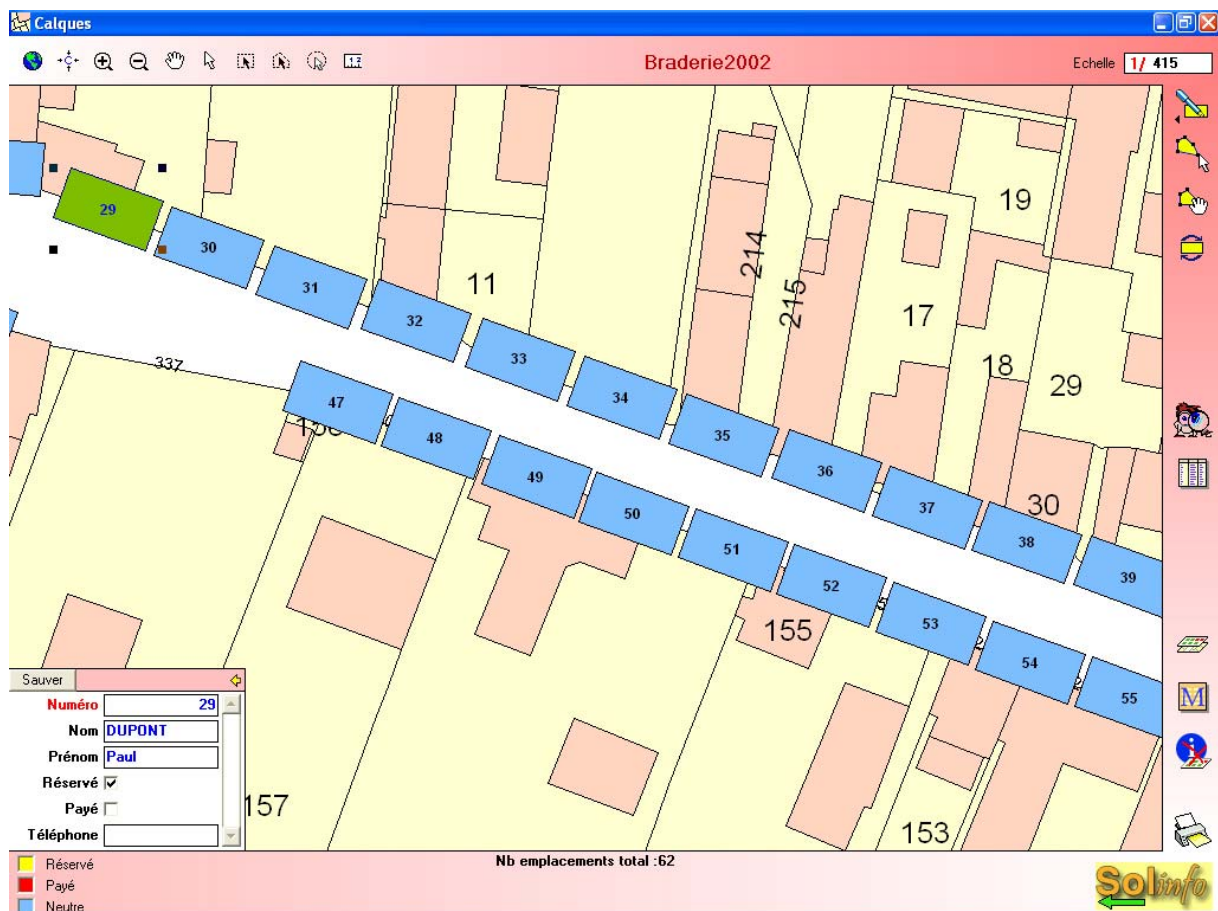 Calques
Braderie2002
Echelle 1/ 415
19
29
214
30
11
31
215
17
32
33
337
18
29
34
47
35
48
36
49
30
37
50
38
51
39
52
155
53
54
Sauver
55
Numéro 29
Nom DUPONT
Prénom Paul
Réservé
Payé
157
Téléphone
153
Réservé
Nb emplacements total :62
Payé
Neutre
Solinfo